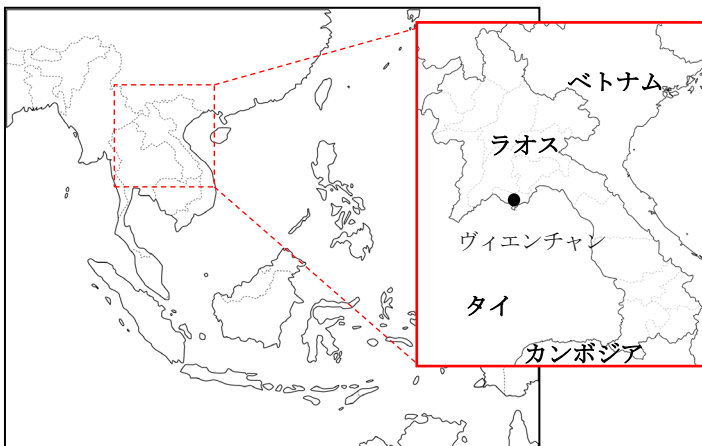 ベトナム
ラオス
ヴィエンチャン
タイ
カンボジア